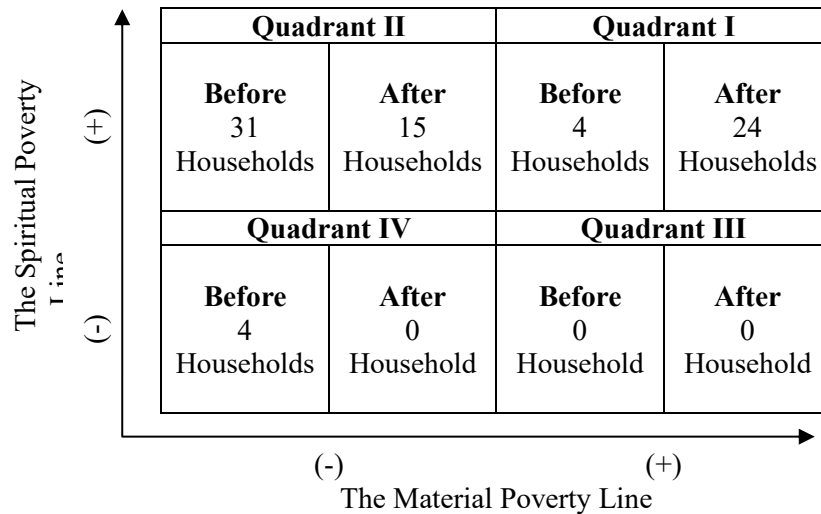 Quadrant II Quadrant I
Before After Before After
31 15 4 24
Households Households Households Households
Quadrant IV Quadrant III
Before After Before After
4 0 0 0
Households Household Household Household
The Spiritual Poverty
(+)
(-)
(-) (+)
The Material Poverty Line